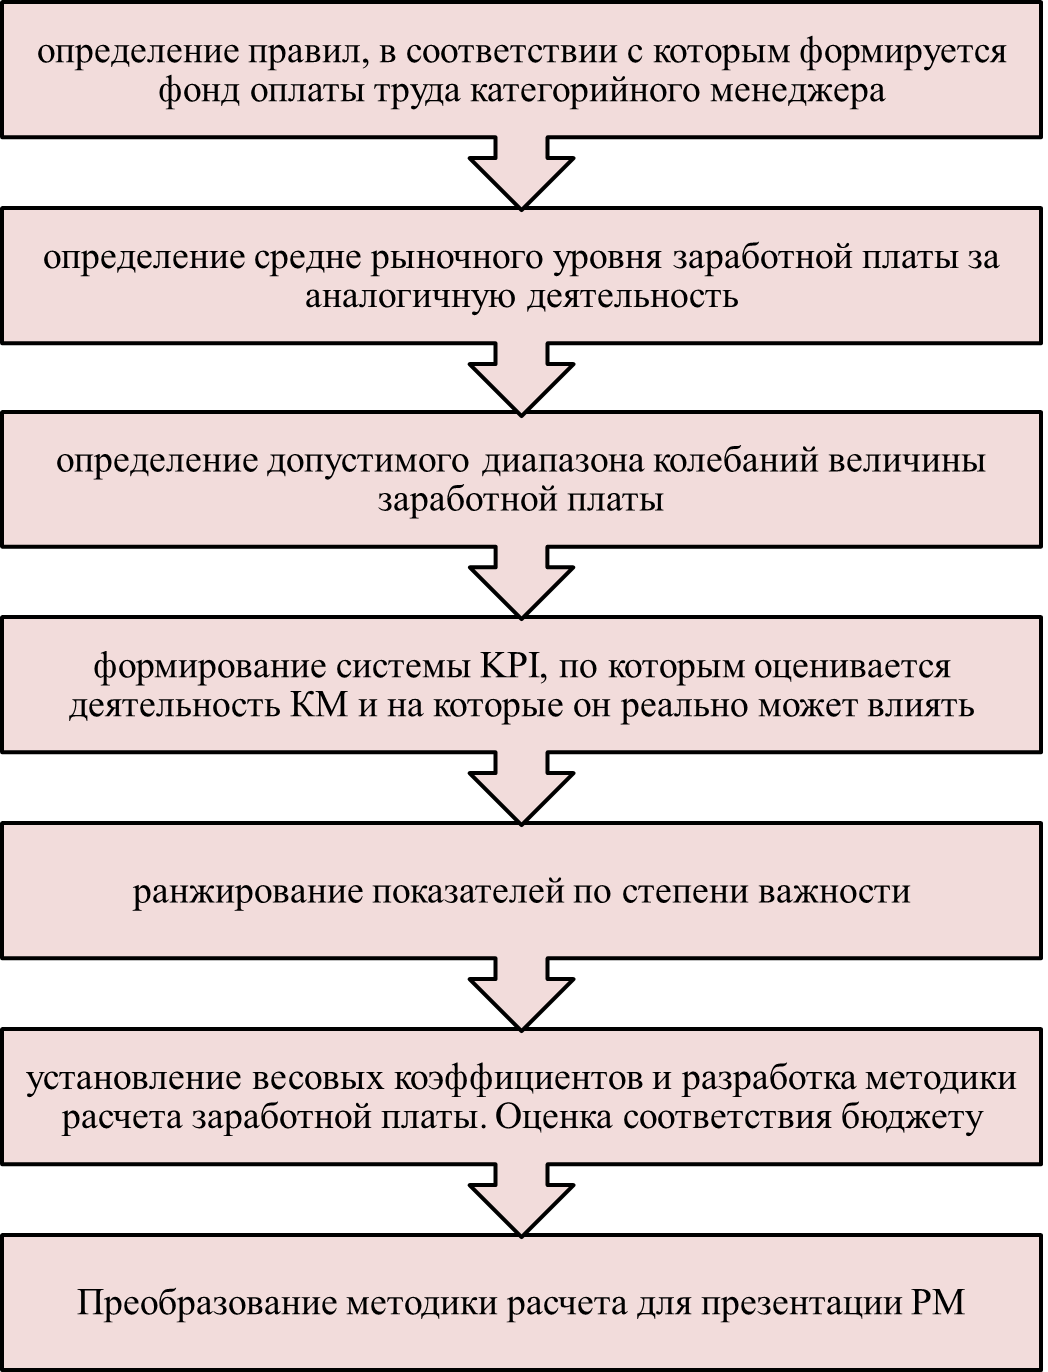 определение правил, в соответствии с которым формируется
фонд оплаты труда категорийного менеджера
определение средне рыночного уровня заработной платы за
аналогичную деятельность
определение допустимого диапазона колебаний величины
заработной платы
формирование системы KPI, по которым оценивается
деятельность КМ и на которые он реально может влиять
ранжирование показателей по степени важности
установление весовых коэффициентов и разработка методики
расчета заработной платы. Оценка соответствия бюджету
Преобразование методики расчета для презентации РМ